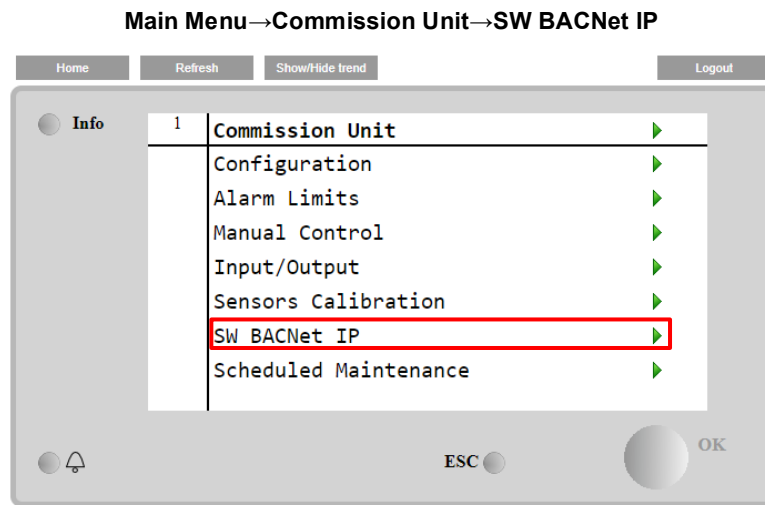 Main Menu→Commission Unit→SW BACNet IP
Home Refresh Show/Hide trend Logout
Info 1 Commission Unit
Configuration
Alarm Limits
Manual Control
Input/Output
Sensors Calibration
SW BACNet IP
Scheduled Maintenance
OK
ESC